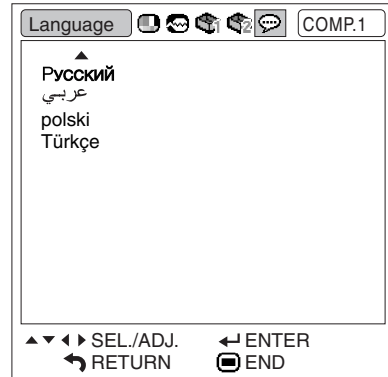 Language COMP.1
Русский
عربي
polski
Türkçe
SEL./ADJ. ENTER
RETURN END